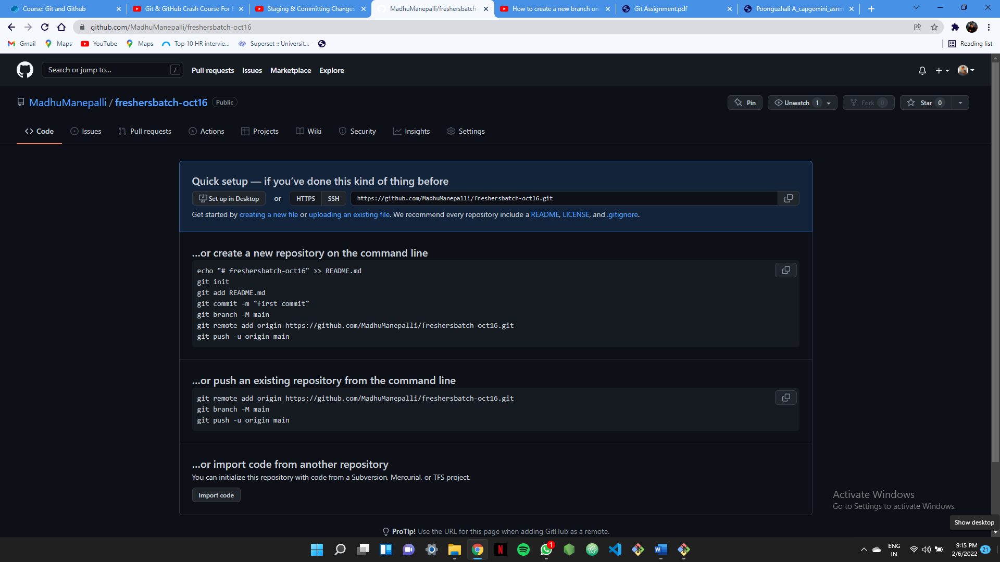 Course: Git and Github
Git & GitHub Crash Course For
Staging & Committing Changes
MadhuManepalli/freshersbatch-
How to create a new branch on
Git Assignment.pdf
Poonguzhali A_capgemini_asnm
github.com/MadhuManepalli/freshersbatch-oct16
Gmail
Maps
YouTube
Maps
Top 10 HR intervie...
Superset :: Universit...
Reading list
Search or jump to...
/
Pull requests
Issues
Marketplace
Explore
MadhuManepalli / freshersbatch-oct16
Public
Pin
Unwatch 1
Fork 0
Star 0
Code
Issues
Pull requests
Actions
Projects
Wiki
Security
Insights
Settings
Quick setup — if you’ve done this kind of thing before
Set up in Desktop or HTTPS SSH https://github.com/MadhuManepalli/freshersbatch-oct16.git
Get started by creating a new file or uploading an existing file. We recommend every repository include a README, LICENSE, and .gitignore.
…or create a new repository on the command line
echo "# freshersbatch-oct16" >> README.md
git init
git add README.md
git commit -m "first commit"
git branch -M main
git remote add origin https://github.com/MadhuManepalli/freshersbatch-oct16.git
git push -u origin main
…or push an existing repository from the command line
git remote add origin https://github.com/MadhuManepalli/freshersbatch-oct16.git
git branch -M main
git push -u origin main
…or import code from another repository
You can initialize this repository with code from a Subversion, Mercurial, or TFS project.
Import code
Activate Windows
Go to Settings to activate Windows.
Show desktop
ProTip! Use the URL for this page when adding GitHub as a remote.
N
1
W
ENG
IN
9:15 PM
2/6/2022
21